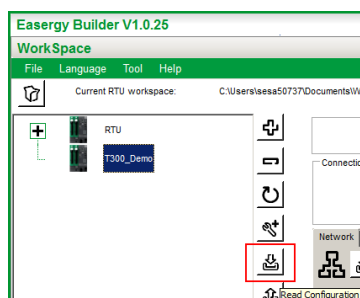 Easergy Builder V1.0.25
WorkSpace
File Language Tool Help
Current RTU workspace: C:\Users\sesa50737\Documents\W
RTU
T300_Demo
Connectio
Network
Read Configuration